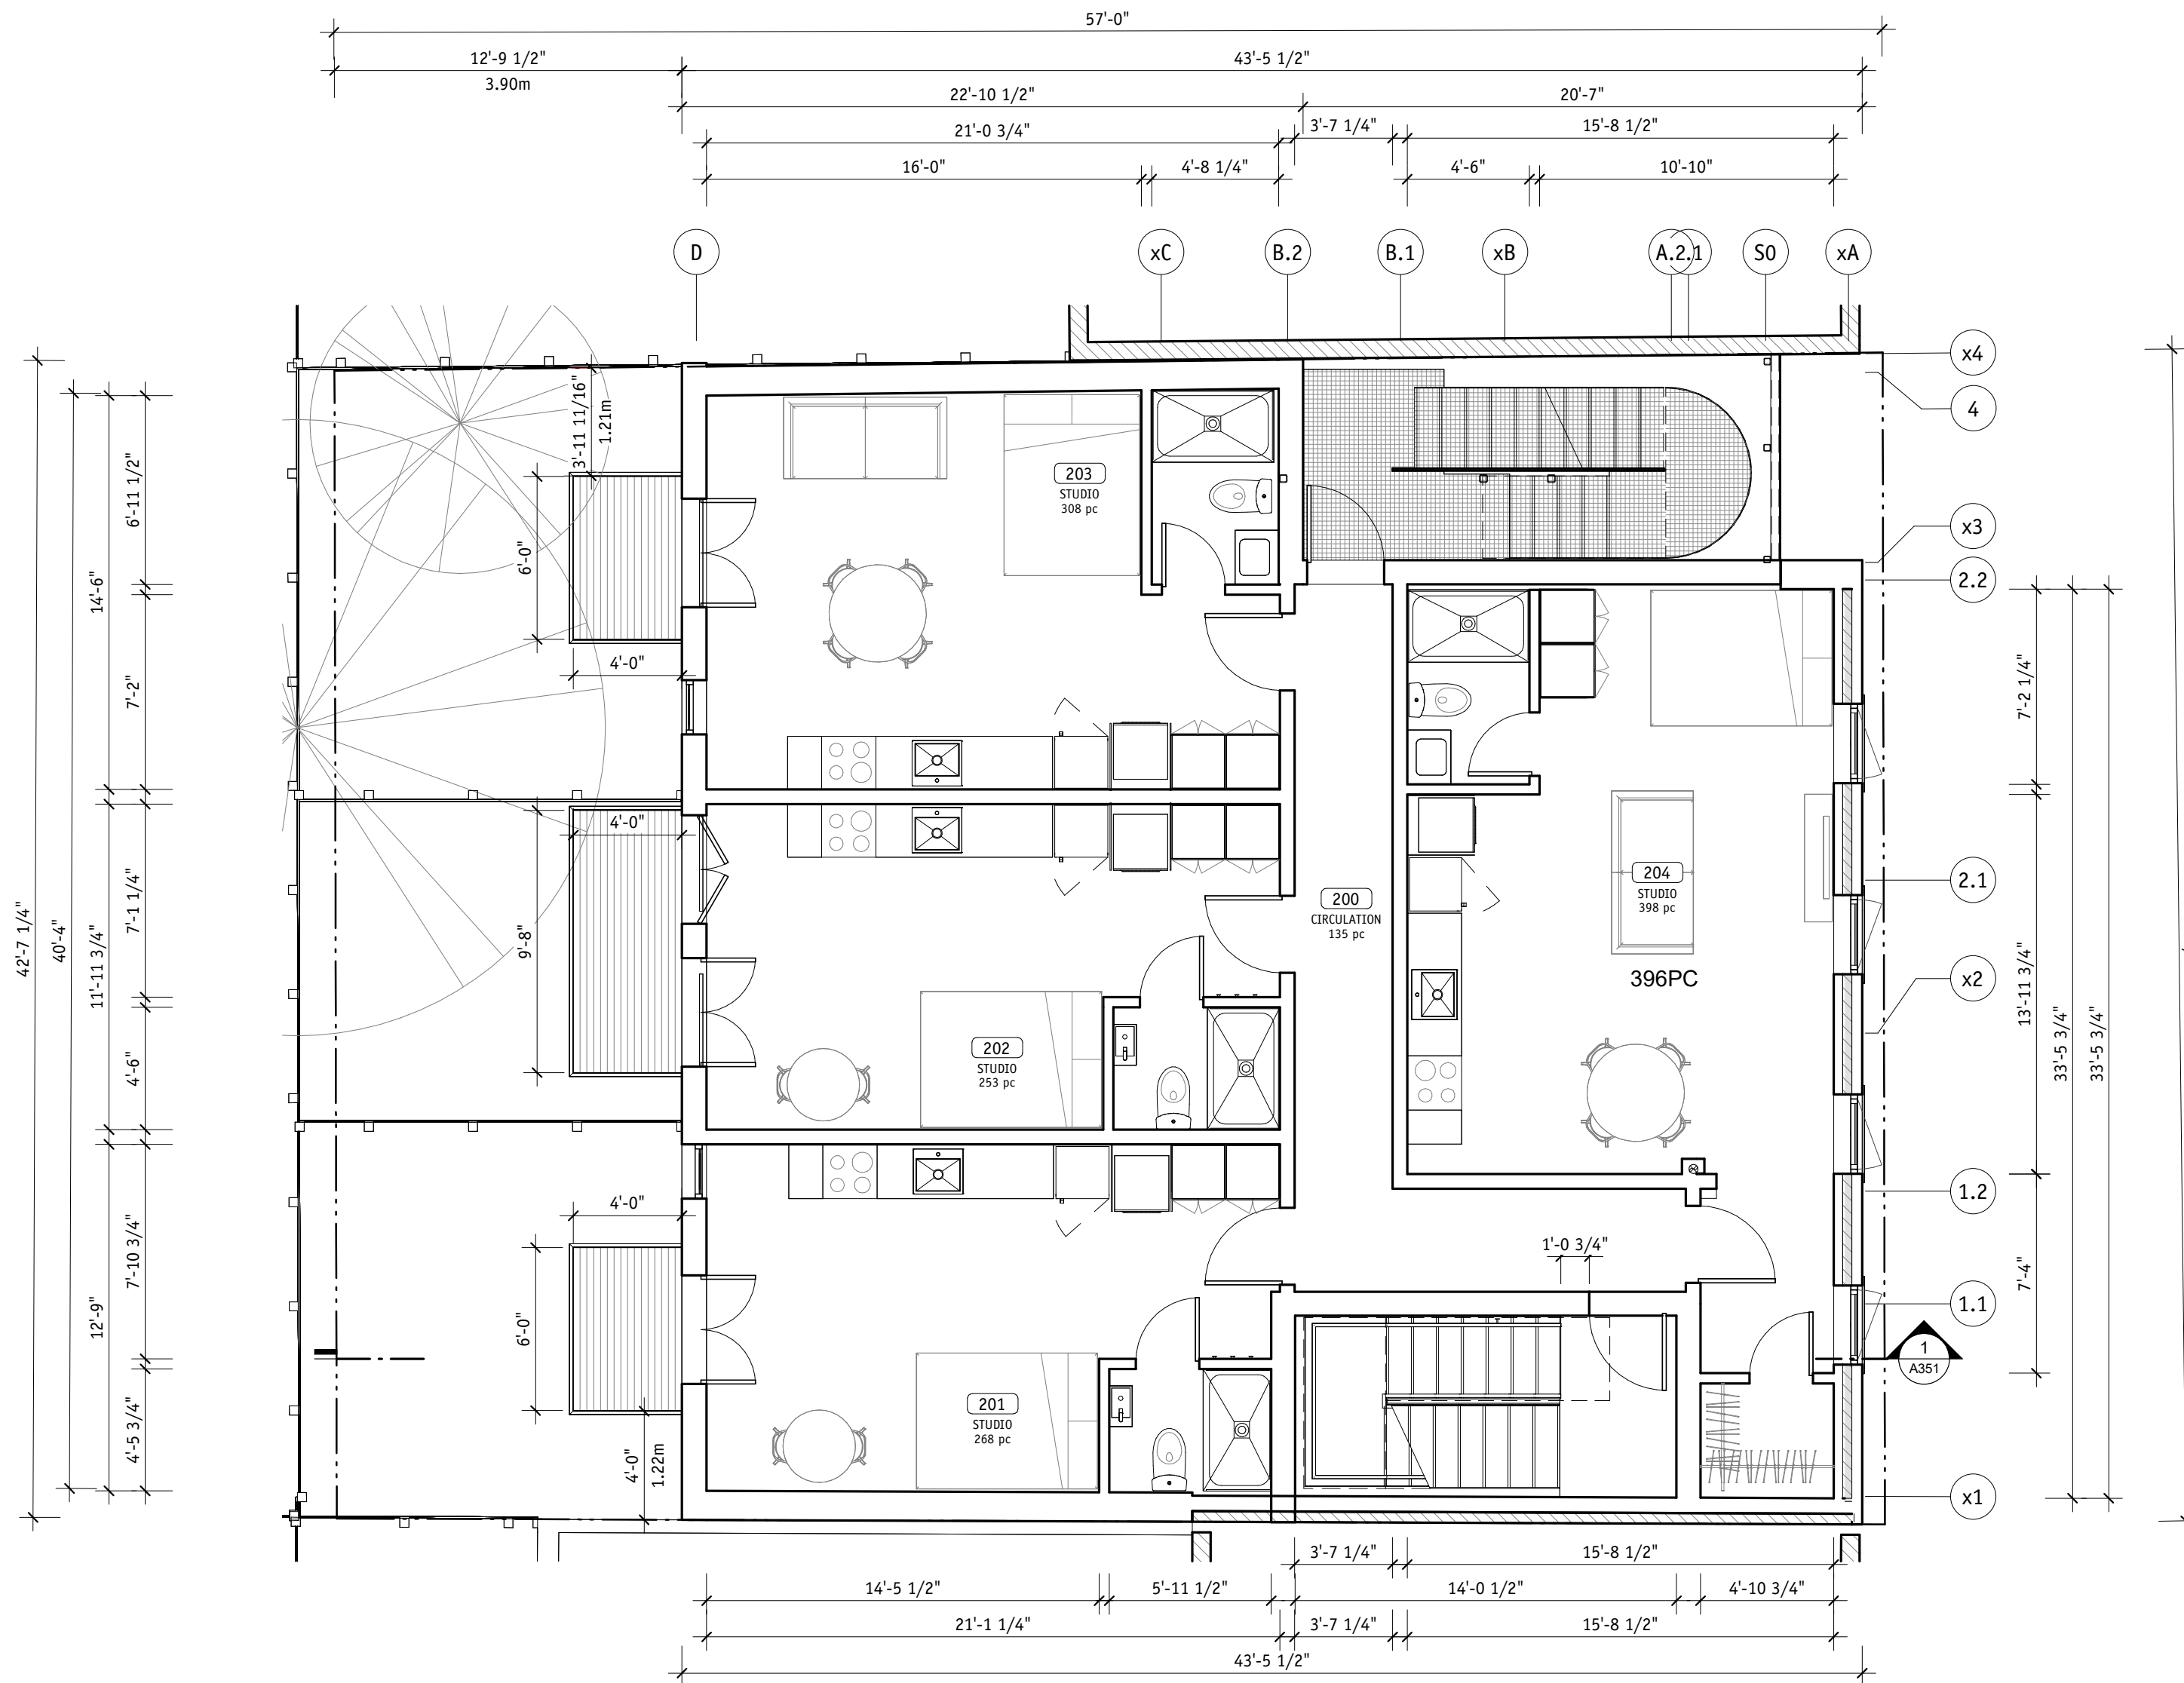 57'-0"
12'-9 1/2"
43'-5 1/2"
3.90m
22'-10 1/2"
20'-7"
21'-0 3/4"
3'-7 1/4"
15'-8 1/2"
16'-0"
4'-8 1/4"
4'-6"
10'-10"
D
xC
B.2
B.1
xB
A.2.1
S0
xA
x4
4
x3
2.2
2.1
x2
1.2
1.1
x1
42'-7 1/4"
40'-4"
14'-6"
11'-11 3/4"
12'-9"
6'-11 1/2"
7'-2"
7'-1 1/4"
4'-6"
7'-10 3/4"
4'-5 3/4"
3'-11 11/16"
1.21m
6'-0"
4'-0"
4'-0"
9'-8"
4'-0"
6'-0"
4'-0"
1.22m
203
STUDIO
308 pc
204
STUDIO
398 pc
396PC
200
CIRCULATION
135 pc
202
STUDIO
253 pc
201
STUDIO
268 pc
1'-0 3/4"
7'-2 1/4"
13'-11 3/4"
7'-4"
33'-5 3/4"
33'-5 3/4"
1
A351
3'-7 1/4"
15'-8 1/2"
14'-5 1/2"
5'-11 1/2"
14'-0 1/2"
4'-10 3/4"
21'-1 1/4"
3'-7 1/4"
15'-8 1/2"
43'-5 1/2"